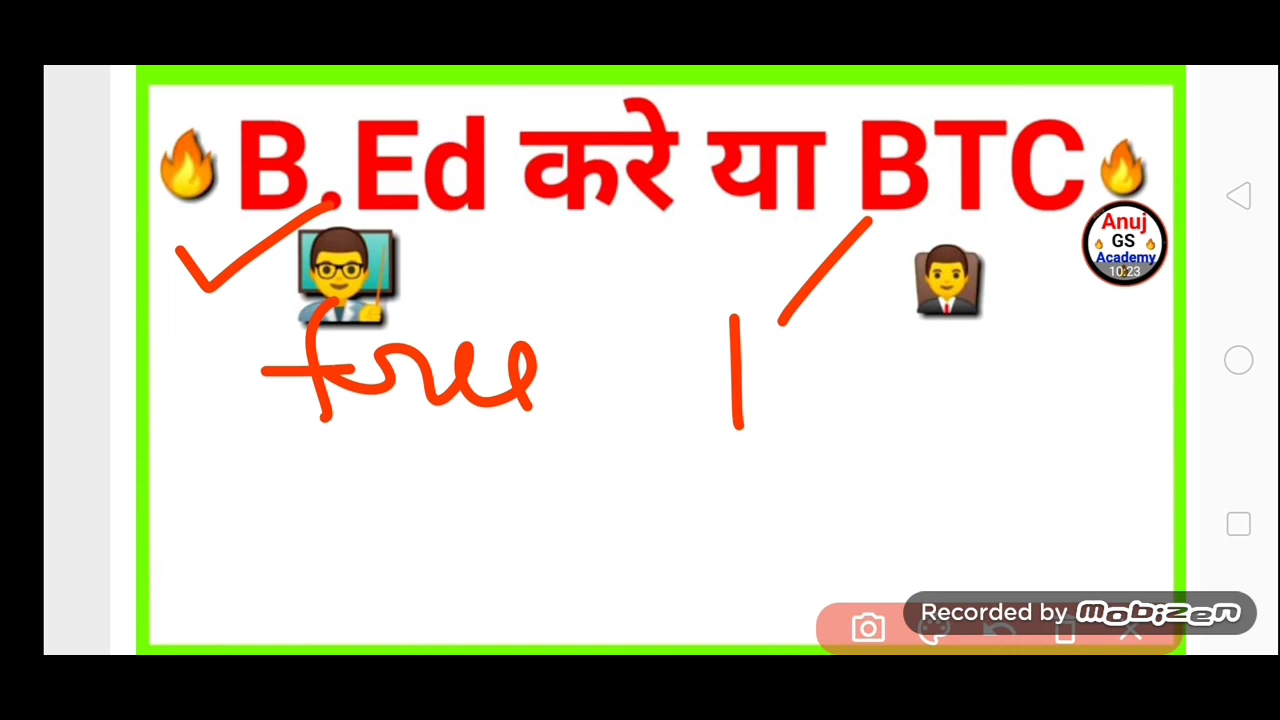 B.Ed करे या BTC
Anuj
GS
Academy
10:23
free
Recorded by Mobizen